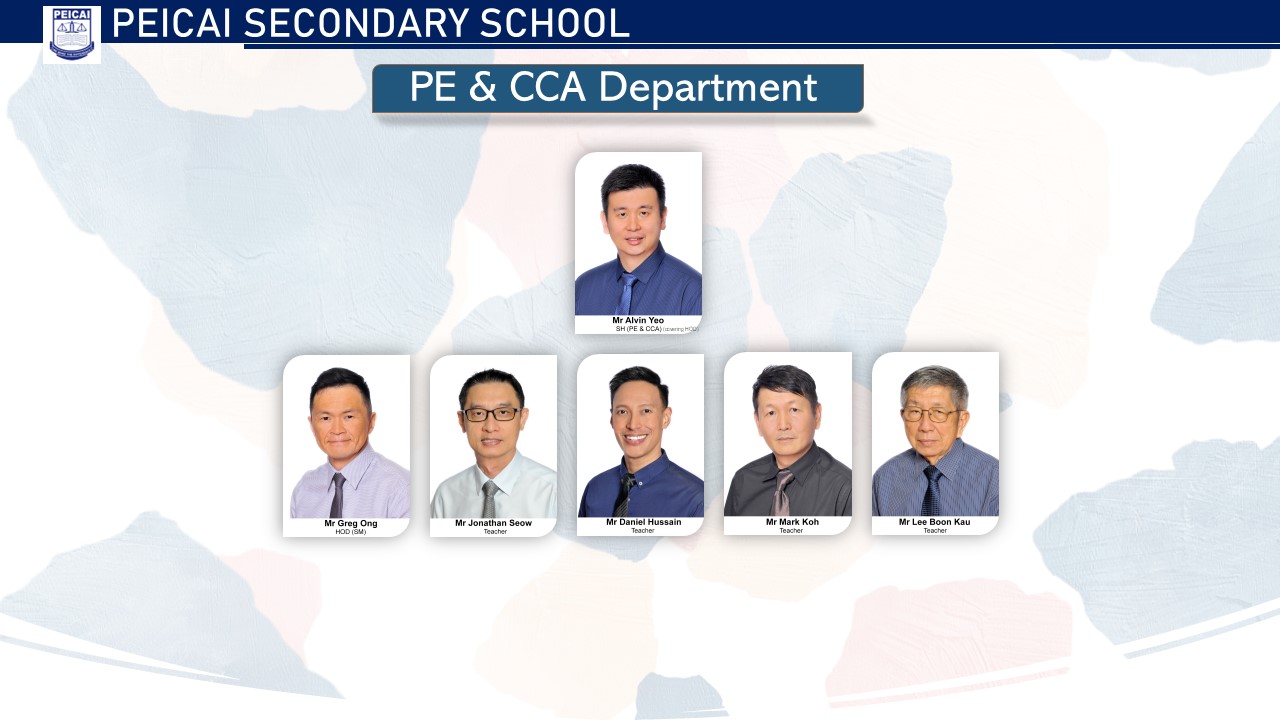 PEICAI
PEICAI SECONDARY SCHOOL
PE & CCA Department
Mr Alvin Yeo
SH (PE & CCA) (covering HOD)
Mr Greg Ong
HOD (SM)
Mr Jonathan Seow
Teacher
Mr Daniel Hussain
Teacher
Mr Mark Koh
Teacher
Mr Lee Boon Kau
Teacher